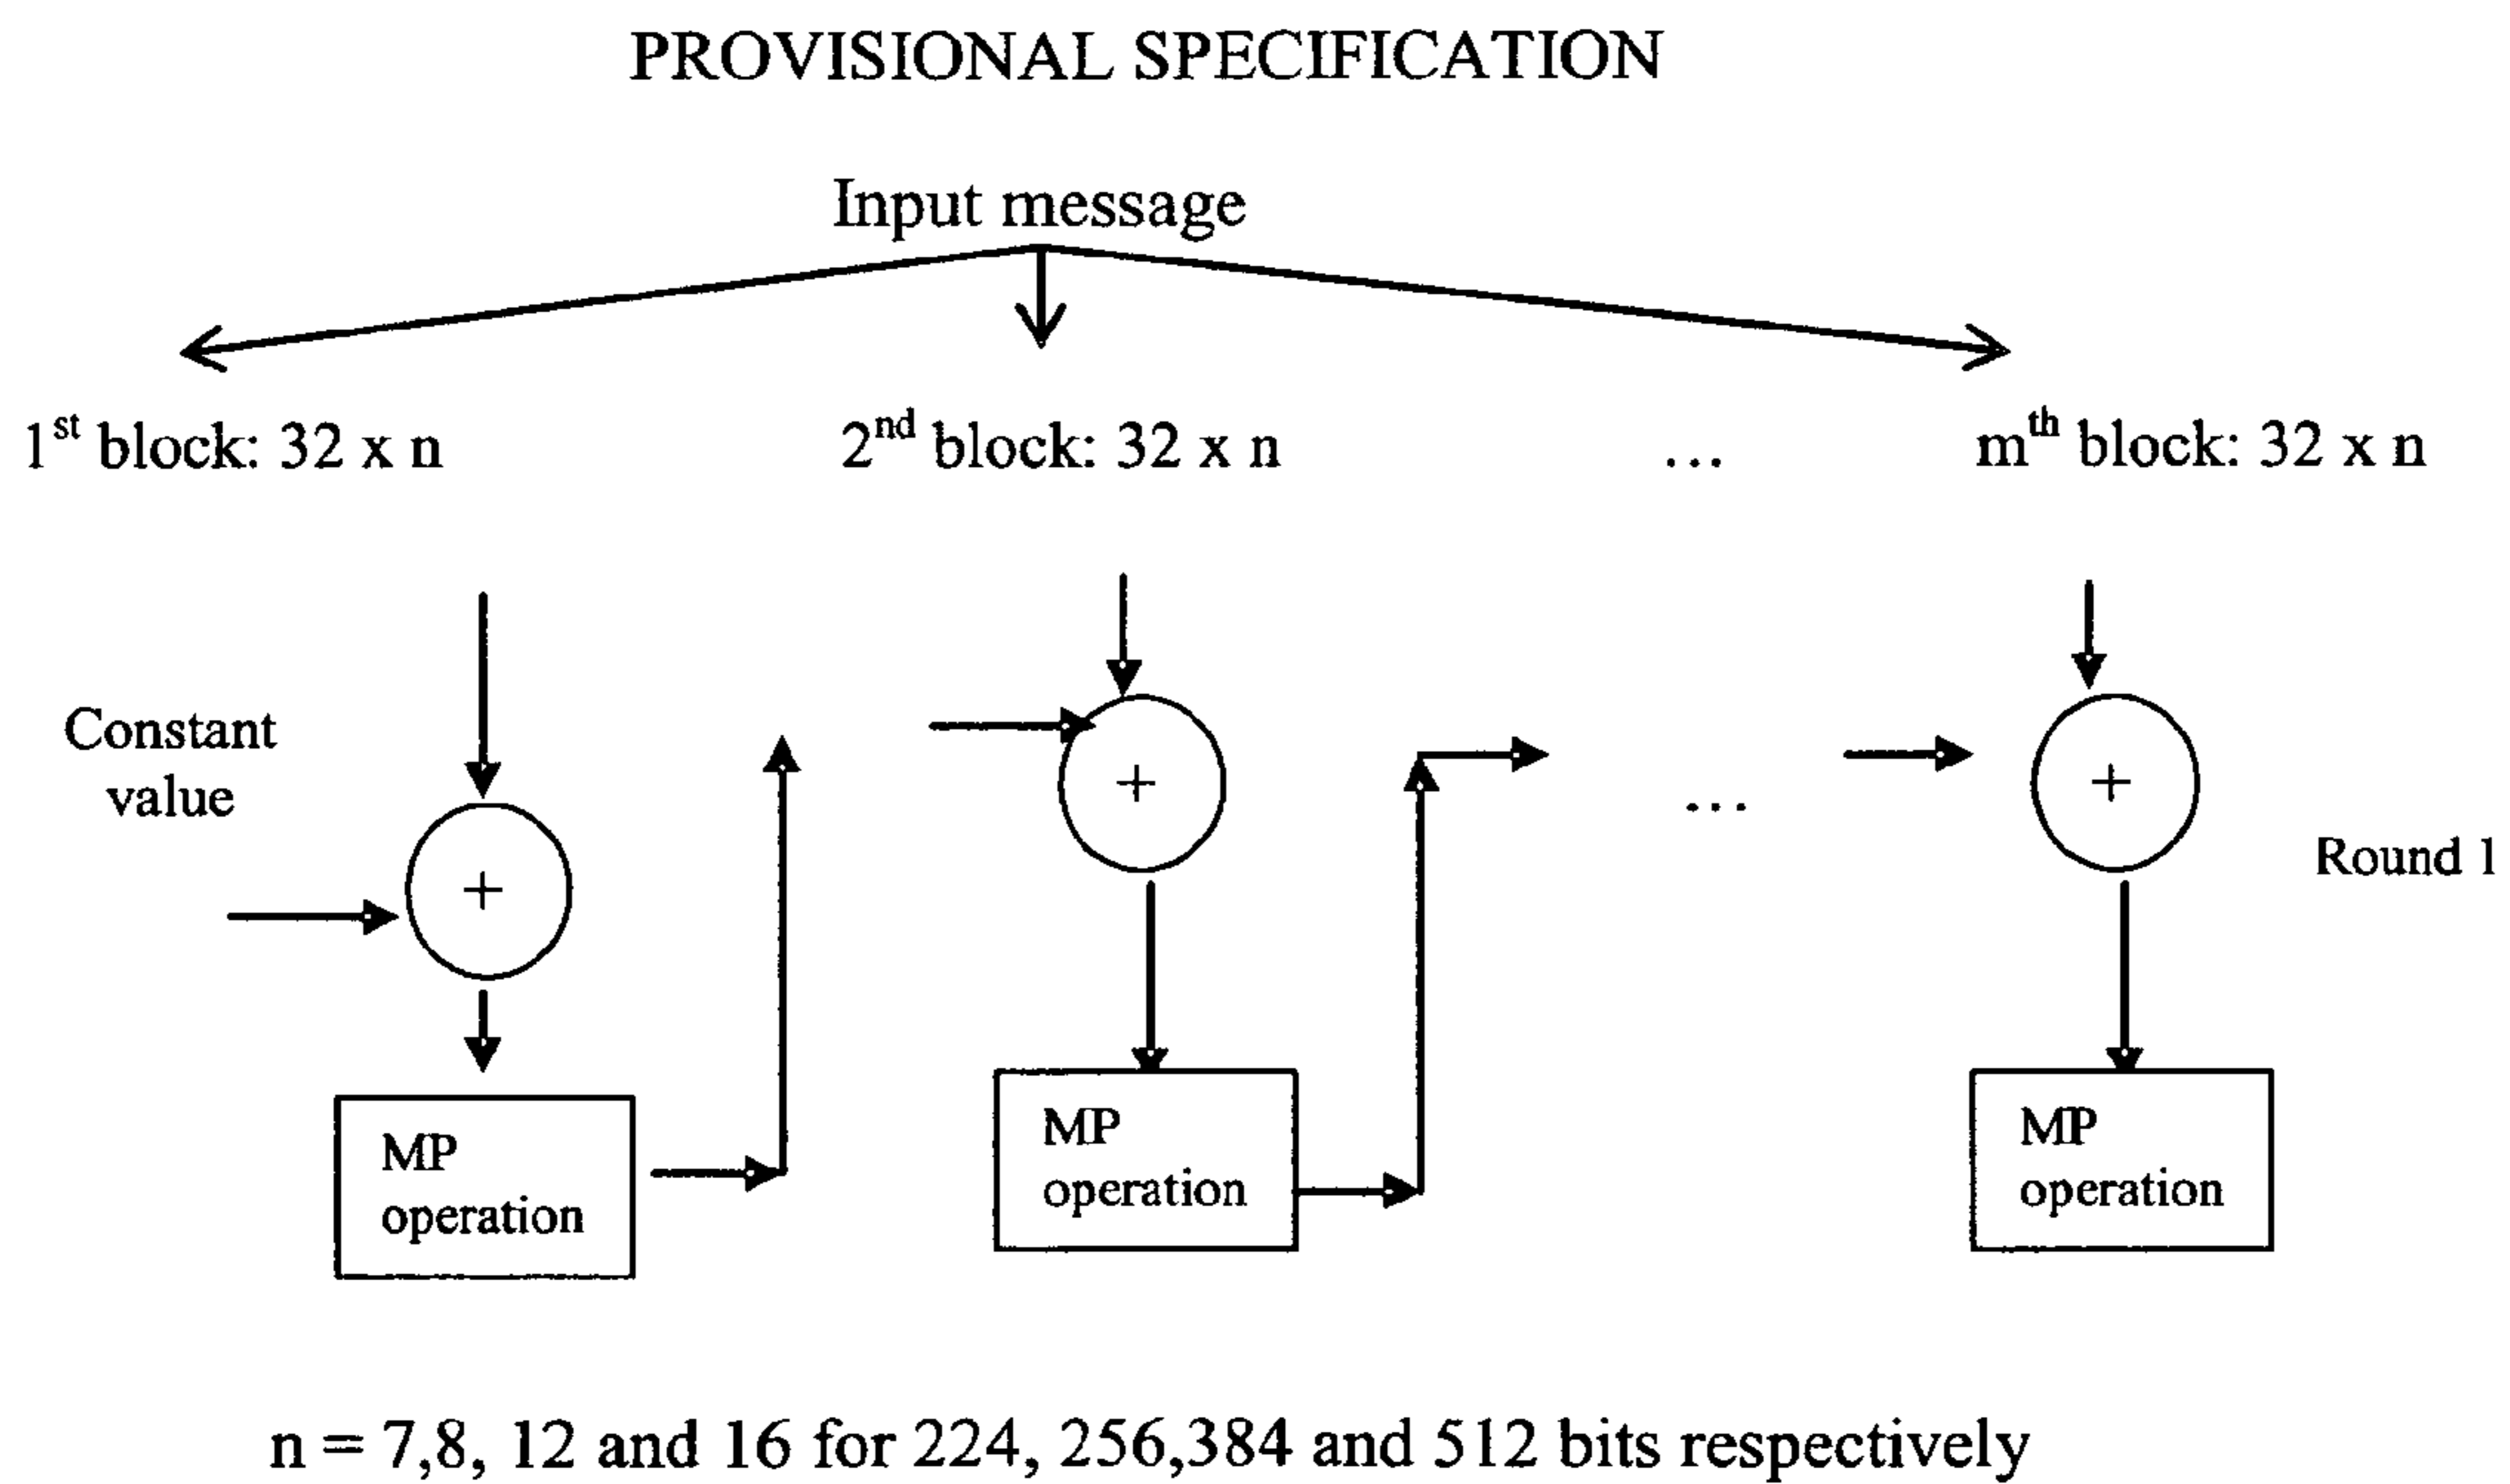 PROVISIONAL SPECIFICATION
Input message
1st block: 32 x n
2nd block: 32 x n
...
mth block: 32 x n
Constant
value
+
+
...
+
Round 1
MP
operation
MP
operation
MP
operation
n = 7,8, 12 and 16 for 224, 256,384 and 512 bits respectively